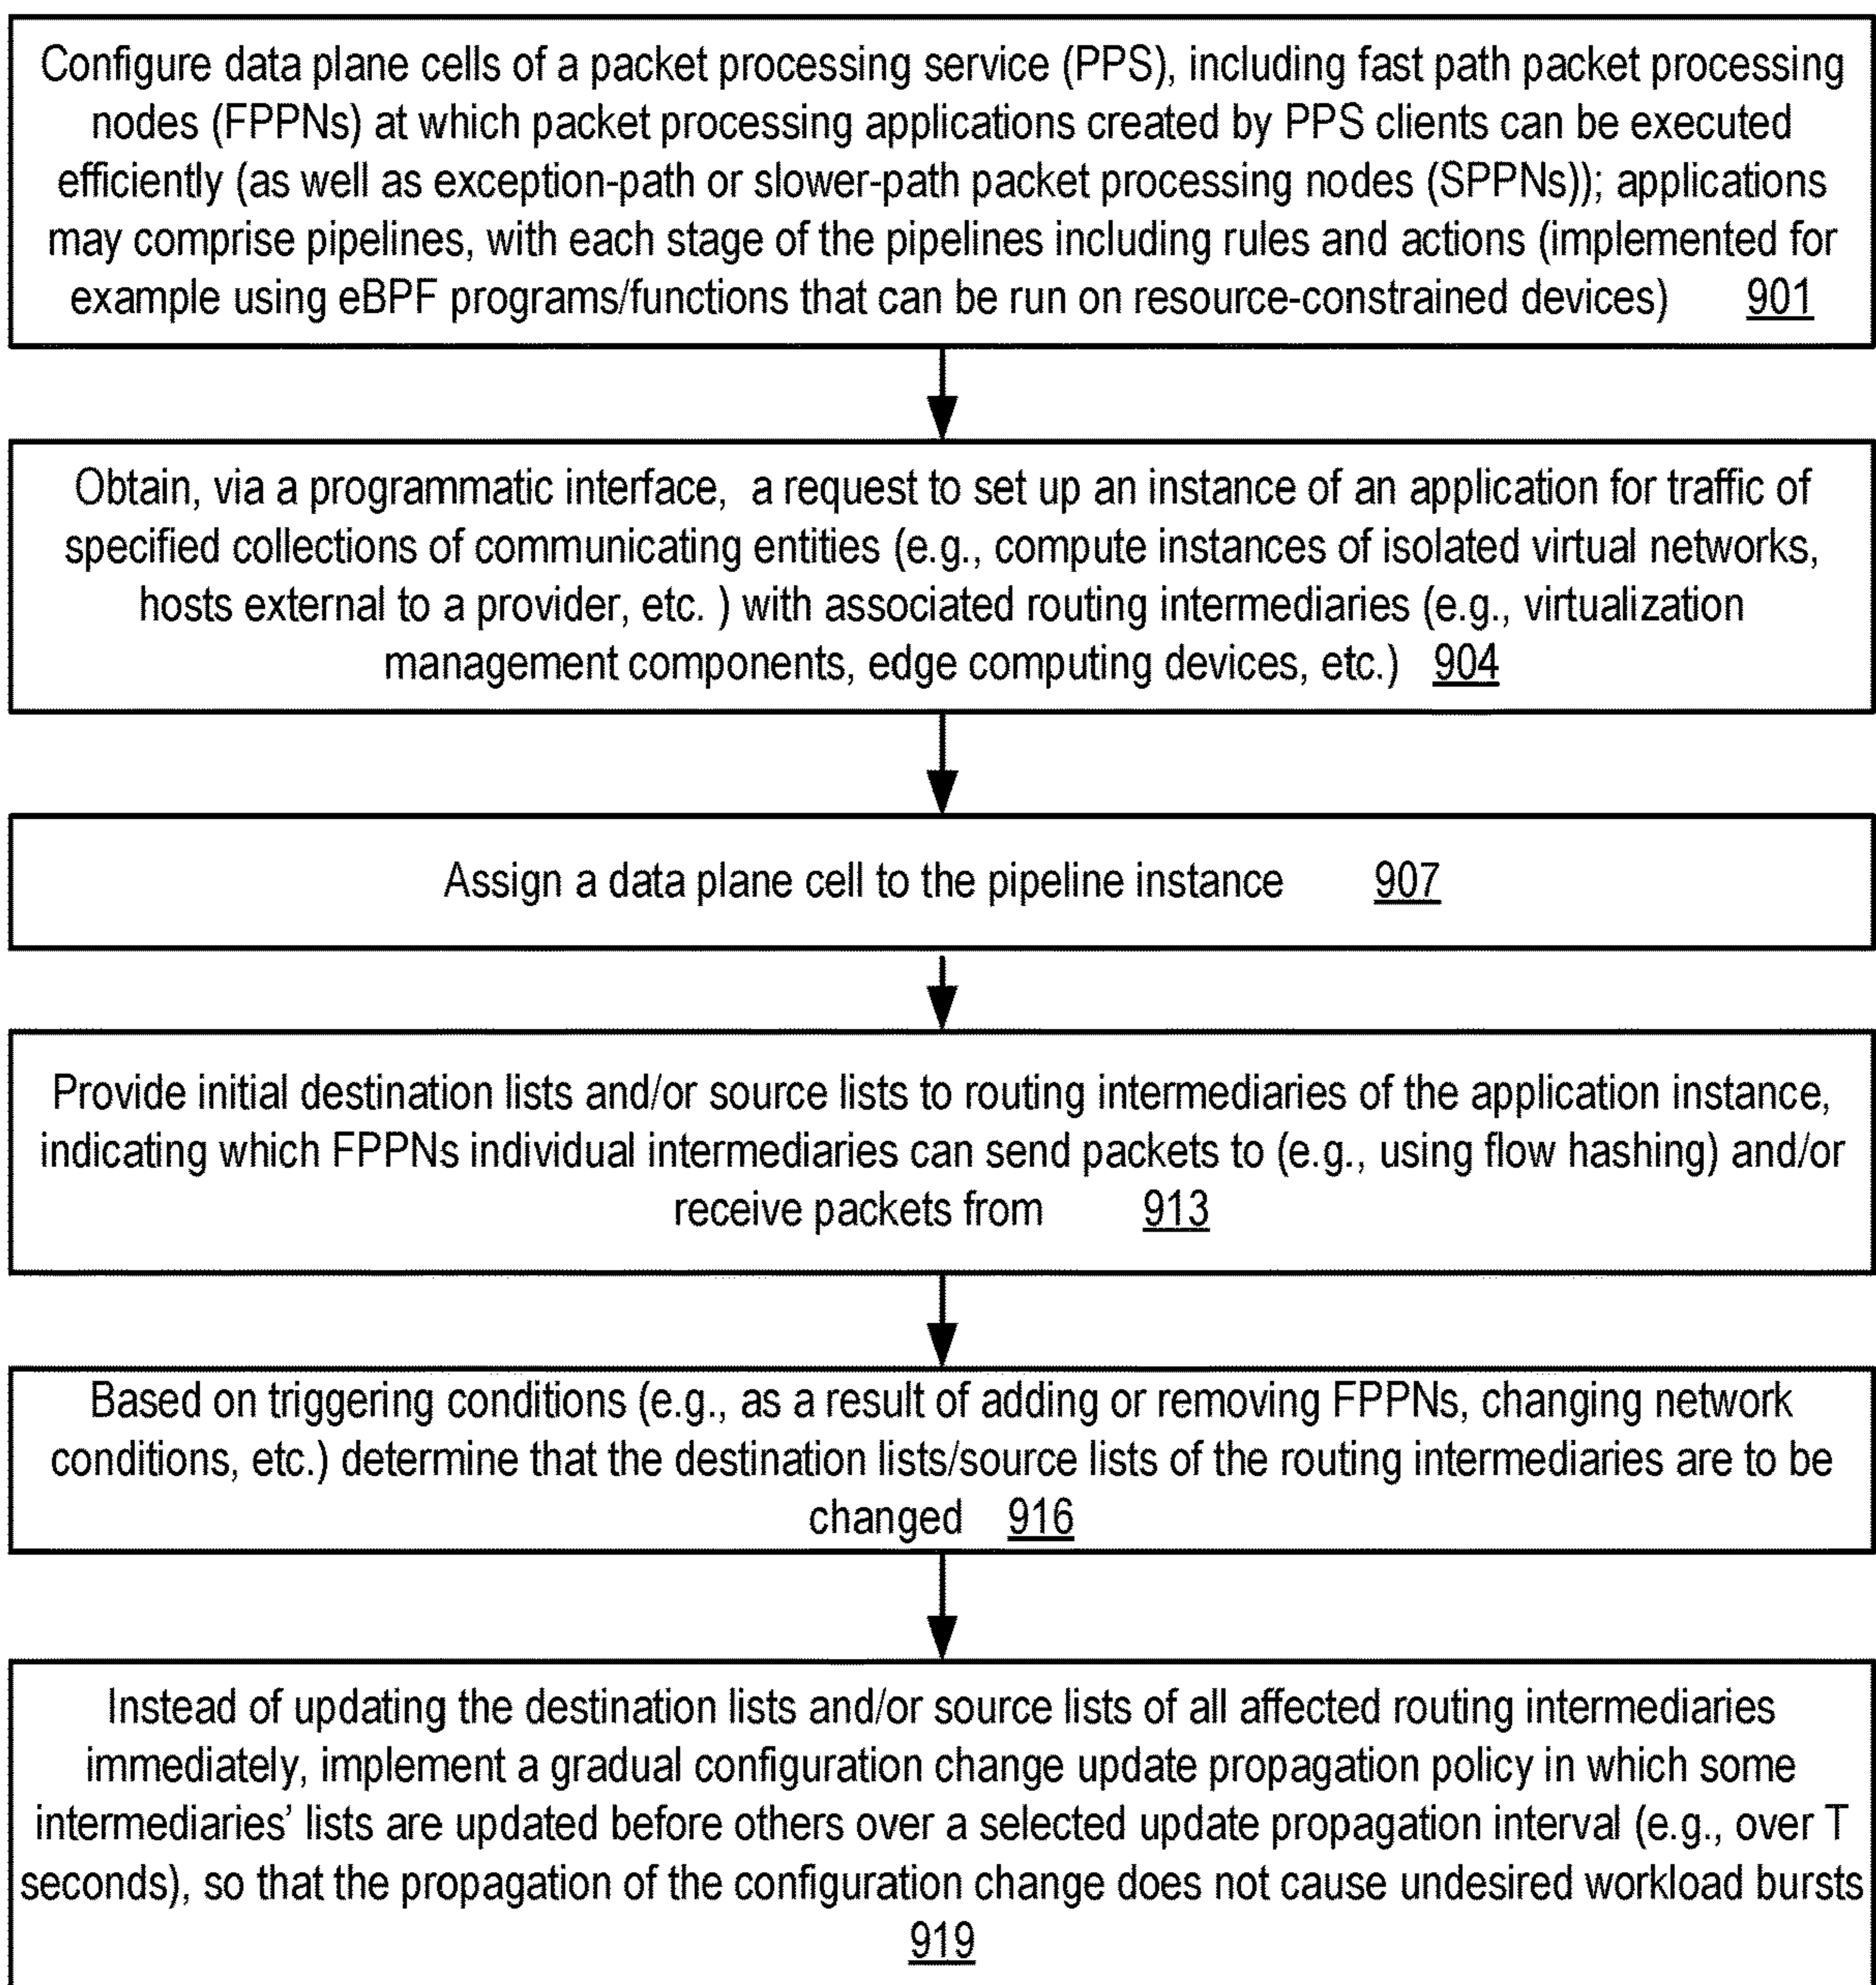 Configure data plane cells of a packet processing service (PPS), including fast path packet processing
nodes (FPPNs) at which packet processing applications created by PPS clients can be executed
efficiently (as well as exception-path or slower-path packet processing nodes (SPPNs)); applications
may comprise pipelines, with each stage of the pipelines including rules and actions (implemented for
example using eBPF programs/functions that can be run on resource-constrained devices) 901
Obtain, via a programmatic interface, a request to set up an instance of an application for traffic of
specified collections of communicating entities (e.g., compute instances of isolated virtual networks,
hosts external to a provider, etc. ) with associated routing intermediaries (e.g., virtualization
management components, edge computing devices, etc.) 904
Assign a data plane cell to the pipeline instance 907
Provide initial destination lists and/or source lists to routing intermediaries of the application instance,
indicating which FPPNs individual intermediaries can send packets to (e.g., using flow hashing) and/or
receive packets from 913
Based on triggering conditions (e.g., as a result of adding or removing FPPNs, changing network
conditions, etc.) determine that the destination lists/source lists of the routing intermediaries are to be
changed 916
Instead of updating the destination lists and/or source lists of all affected routing intermediaries
immediately, implement a gradual configuration change update propagation policy in which some
intermediaries’ lists are updated before others over a selected update propagation interval (e.g., over T
seconds), so that the propagation of the configuration change does not cause undesired workload bursts
919